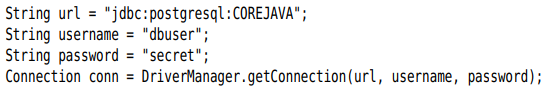 String url = "jdbc:postgresql:COREJAVA";
String username = "dbuser";
String password = "secret";
Connection conn = DriverManager.getConnection(url, username, password);